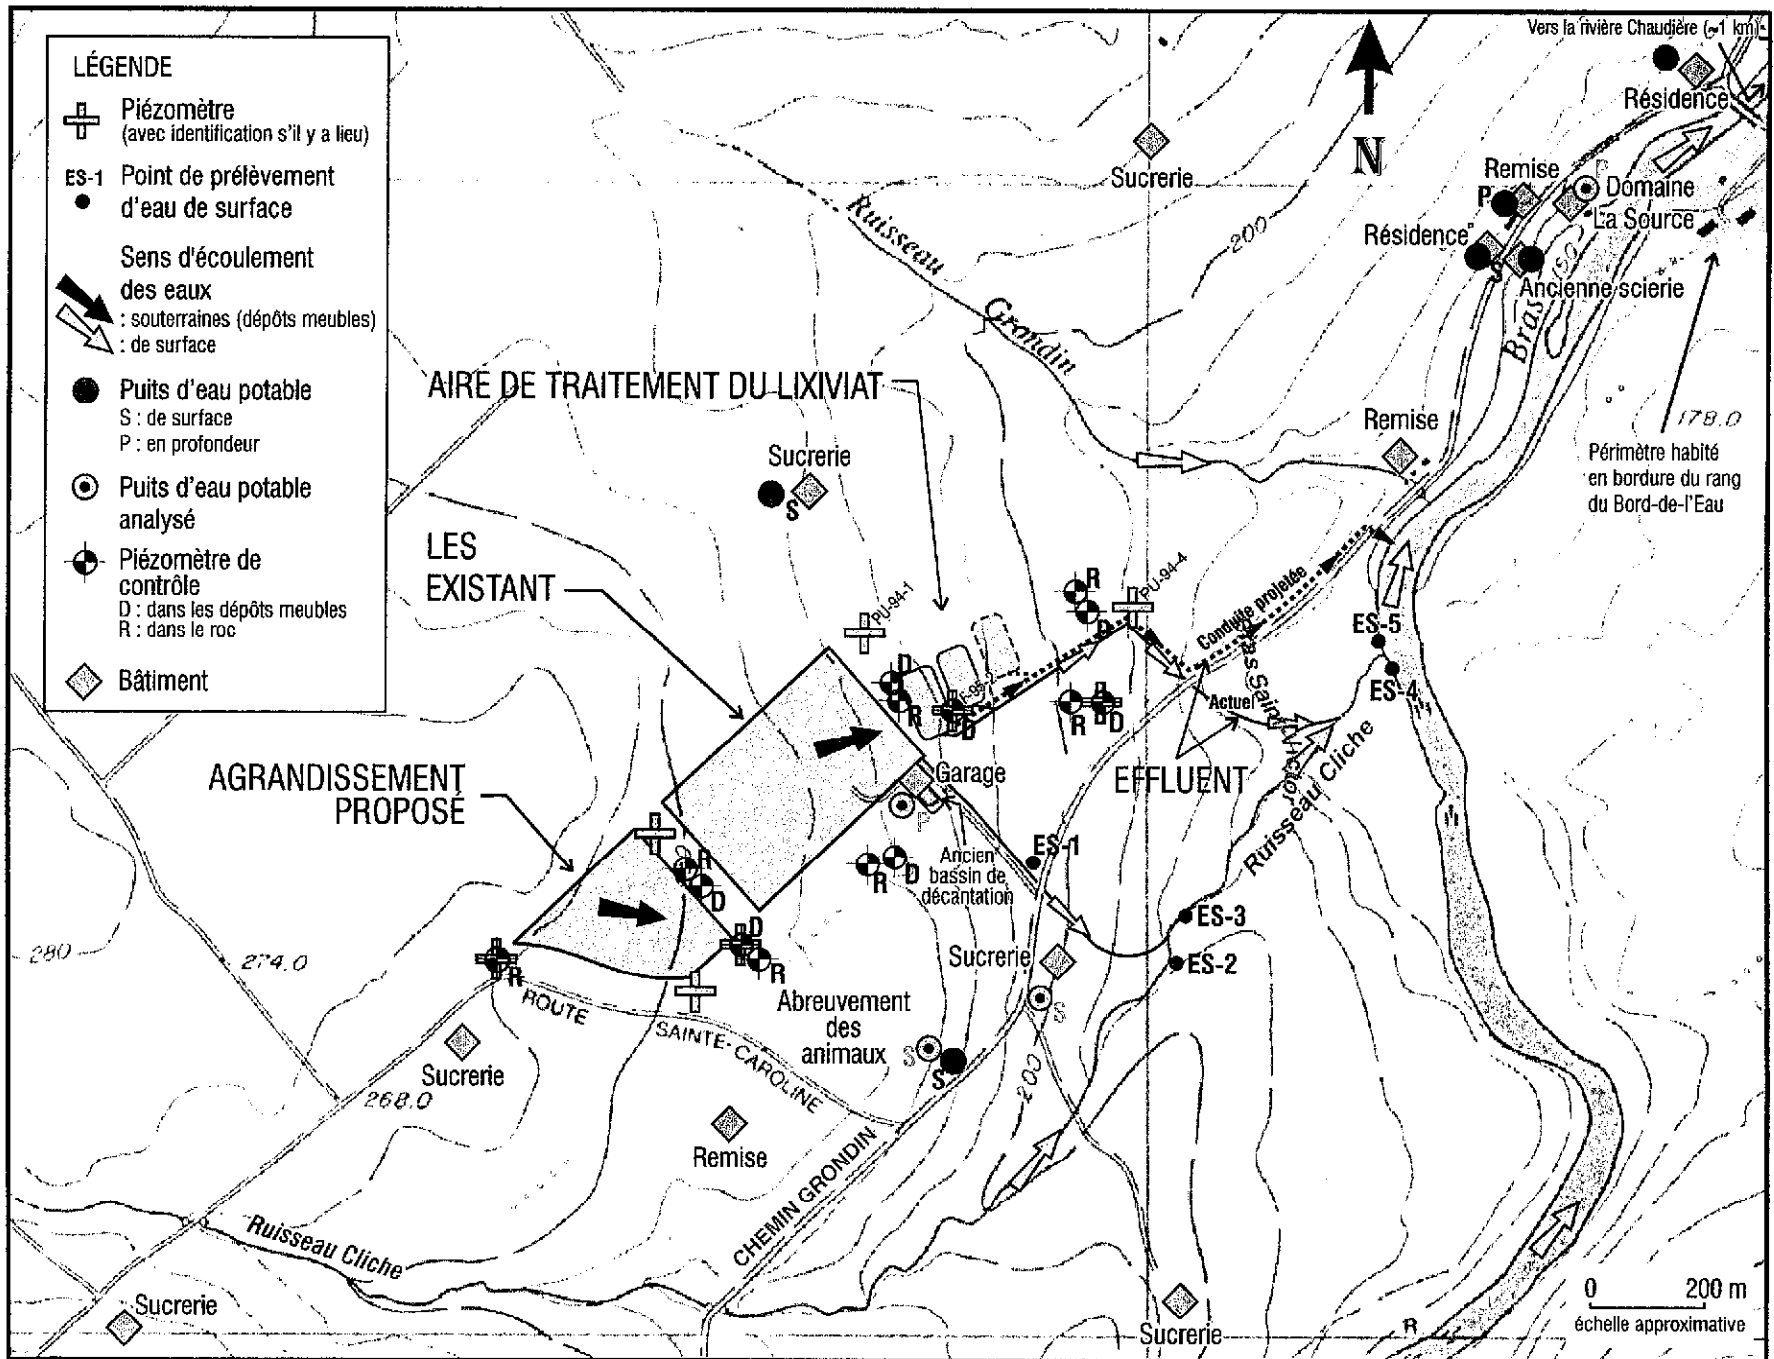 LÉGENDE
Piézomètre
(avec identification s'il y a lieu)
ES-1 Point de prélèvement
d'eau de surface
Sens d'écoulement
des eaux
: souterraines (dépôts meubles)
: de surface
Puits d'eau potable
S : de surface
P : en profondeur
Puits d'eau potable
analysé
Piézomètre de
contrôle
D : dans les dépôts meubles
R : dans le roc
Bâtiment
Vers la rivière Chaudière (~1 km)
Résidence
N
Sucrerie
Remise
P
P
Domaine
La Source
Résidence
S
Ancienne scierie
Ruisseau
Grandin
200
150
Bras
AIRE DE TRAITEMENT DU LIXIVIAT
Remise
178.0
Périmètre habité
en bordure du rang
du Bord-de-l'Eau
Sucrerie
S
LES
EXISTANT
PU-94-1
R
D
PU-94-4
Conduite projetée
ES-5
ES-4
D
R
D
R
D
Actuel
Bras Saint-Victor
AGRANDISSEMENT
PROPOSÉ
Garage
P
EFFLUENT
Ruisseau Cliche
ES-1
R
D
R
D
Ancien
bassin de
décantation
ES-3
ES-2
280
274.0
R
D
R
Sucrerie
S
ROUTE
SAINTE-CAROLINE
Abreuvement
des
animaux
S
S
Sucrerie
268.0
200
Remise
CHEMIN GRONDIN
Ruisseau Cliche
Sucrerie
Sucrerie
R
0 200 m
échelle approximative